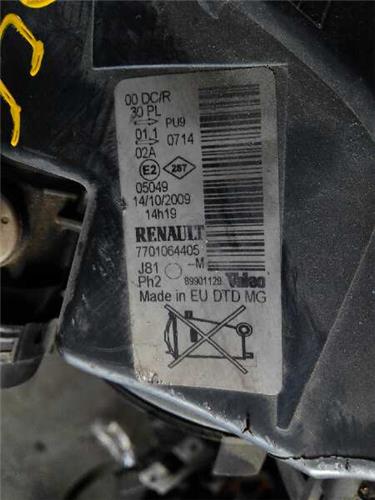 00 DC/R
30 PL
PU9
01.1 0714
02A
E2 257
05049
14/10/2009
14h19
RENAULT
7701064405
J81 -M
Ph2 89901129 Valeo
Made in EU DTD MG